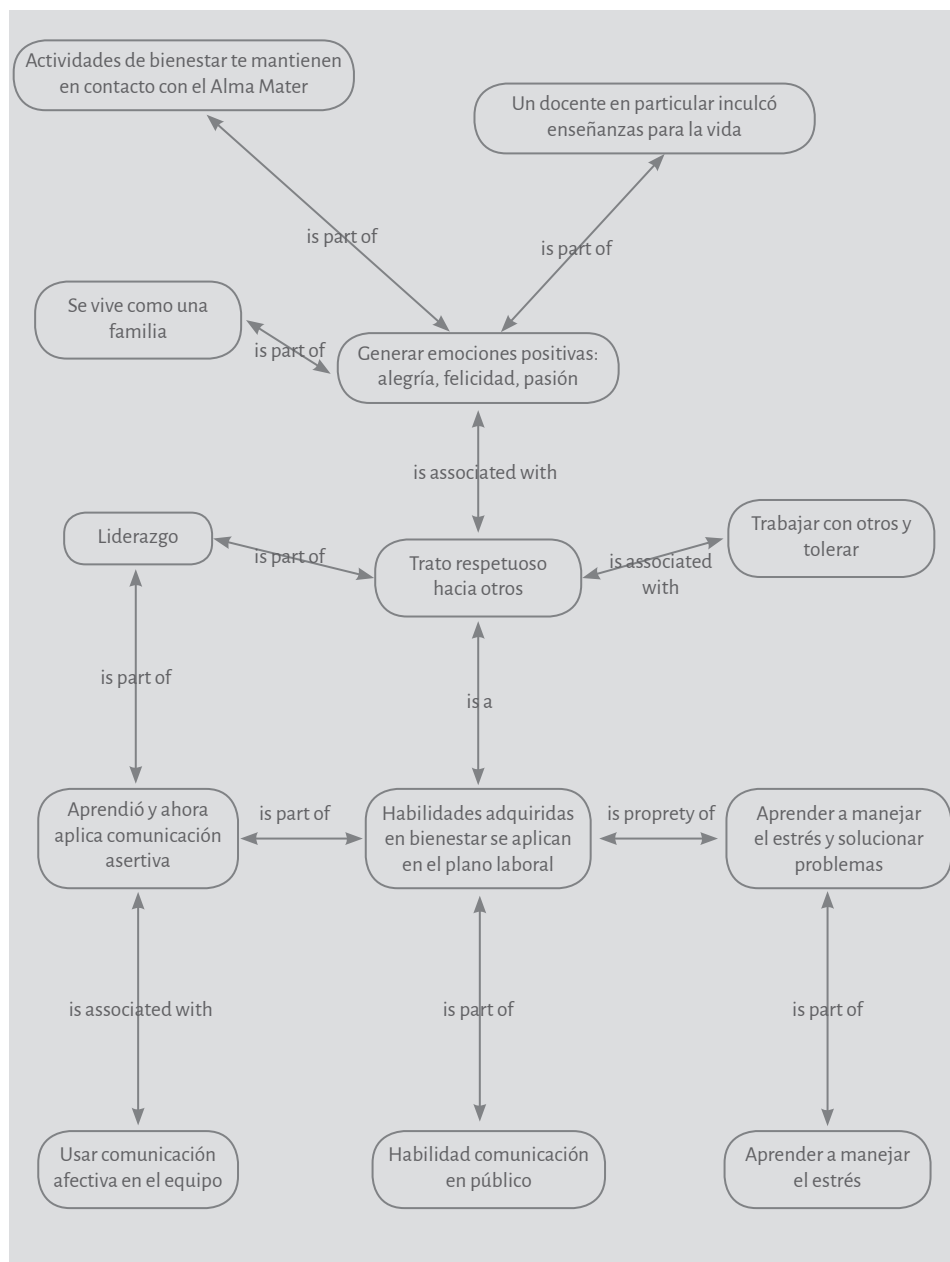 Actividades de bienestar te mantienen
en contacto con el Alma Mater
Un docente en particular inculcó
enseñanzas para la vida
is part of
is part of
Se vive como una
familia
is part of
Generar emociones positivas:
alegría, felicidad, pasión
is associated with
Liderazgo
is part of
Trato respetuoso
hacia otros
is associated
with
Trabajar con otros y
tolerar
is part of
is a
Aprendió y ahora
aplica comunicación
asertiva
is part of
Habilidades adquiridas
en bienestar se aplican
en el plano laboral
is proprety of
Aprender a manejar
el estrés y solucionar
problemas
is associated with
is part of
is part of
Usar comunicación
afectiva en el equipo
Habilidad comunicación
en público
Aprender a manejar
el estrés